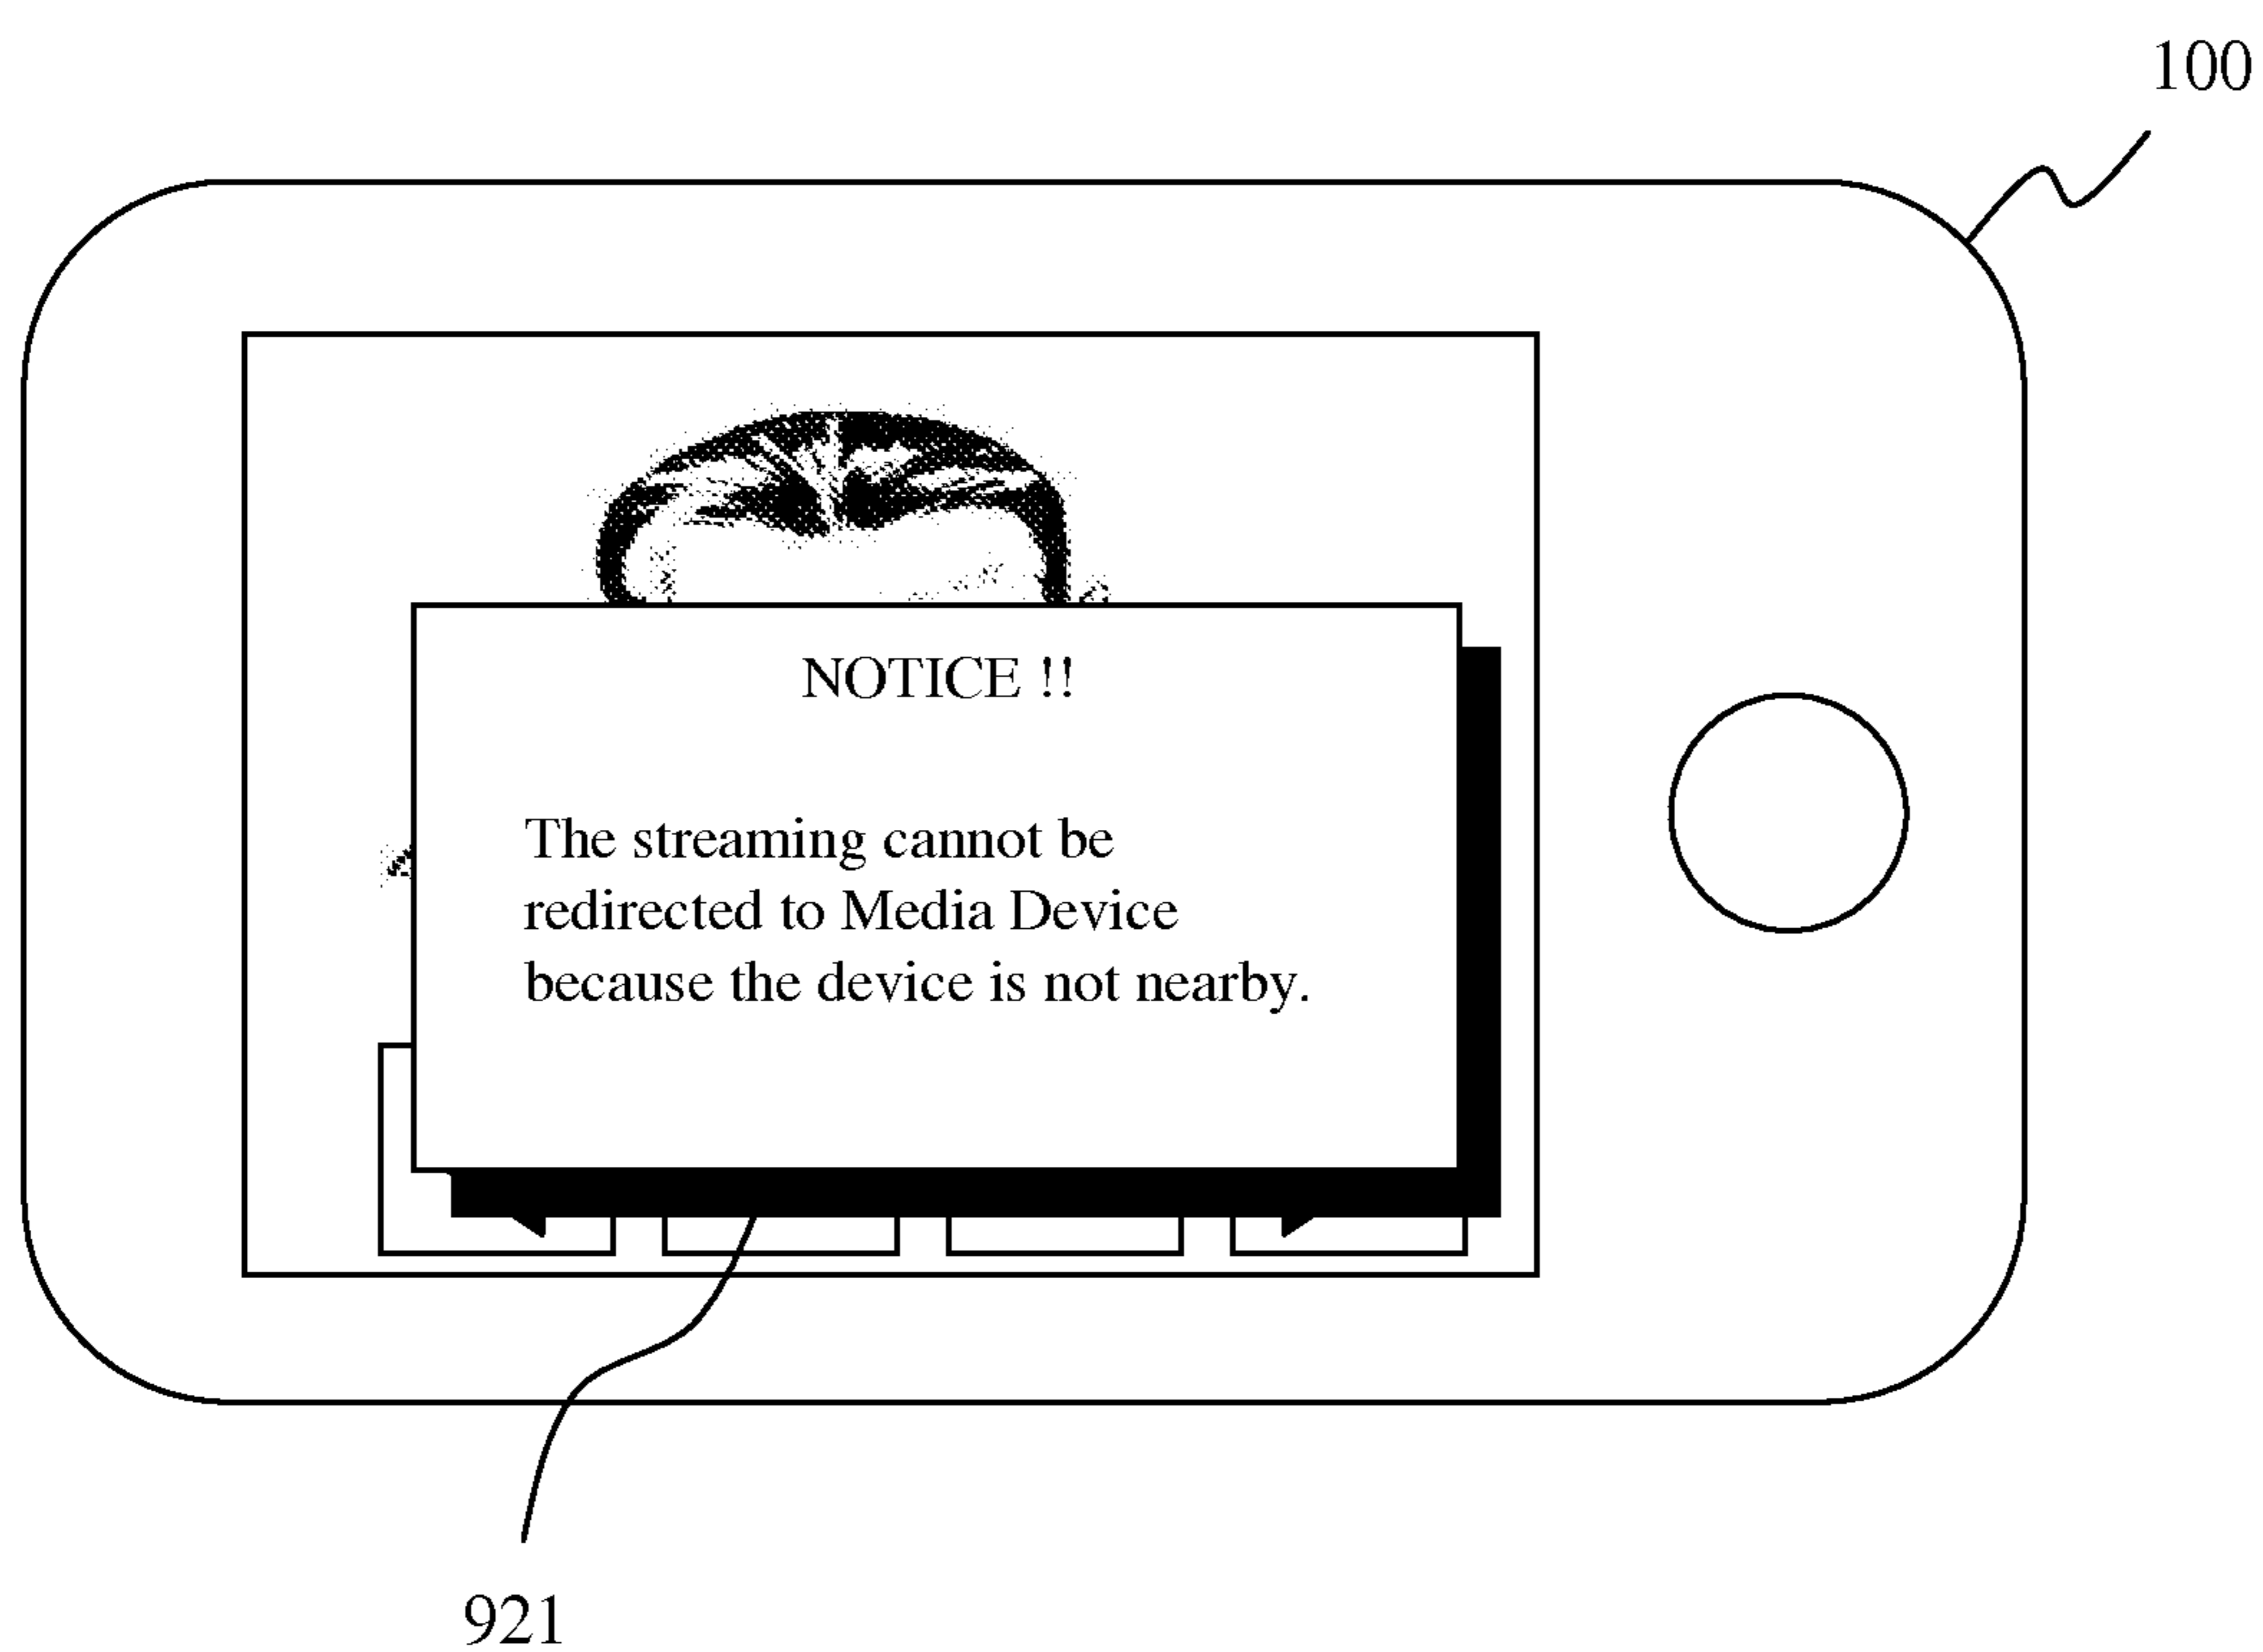 100
NOTICE !!
The streaming cannot be
redirected to Media Device
because the device is not nearby.
921